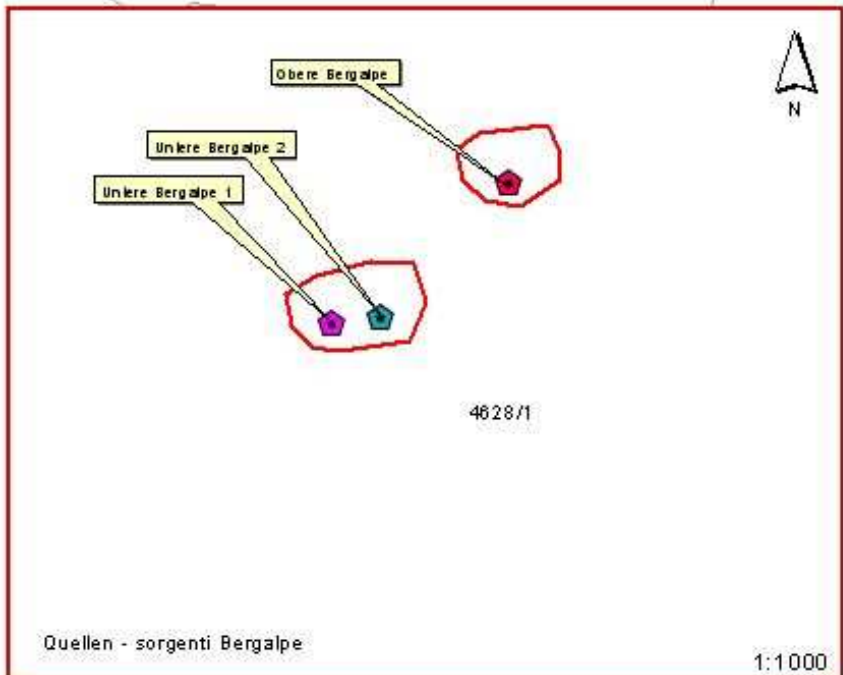 Obere Bergalpe
N
Untere Bergalpe 2
Untere Bergalpe 1
4628/1
Quellen - sorgenti Bergalpe
1:1000